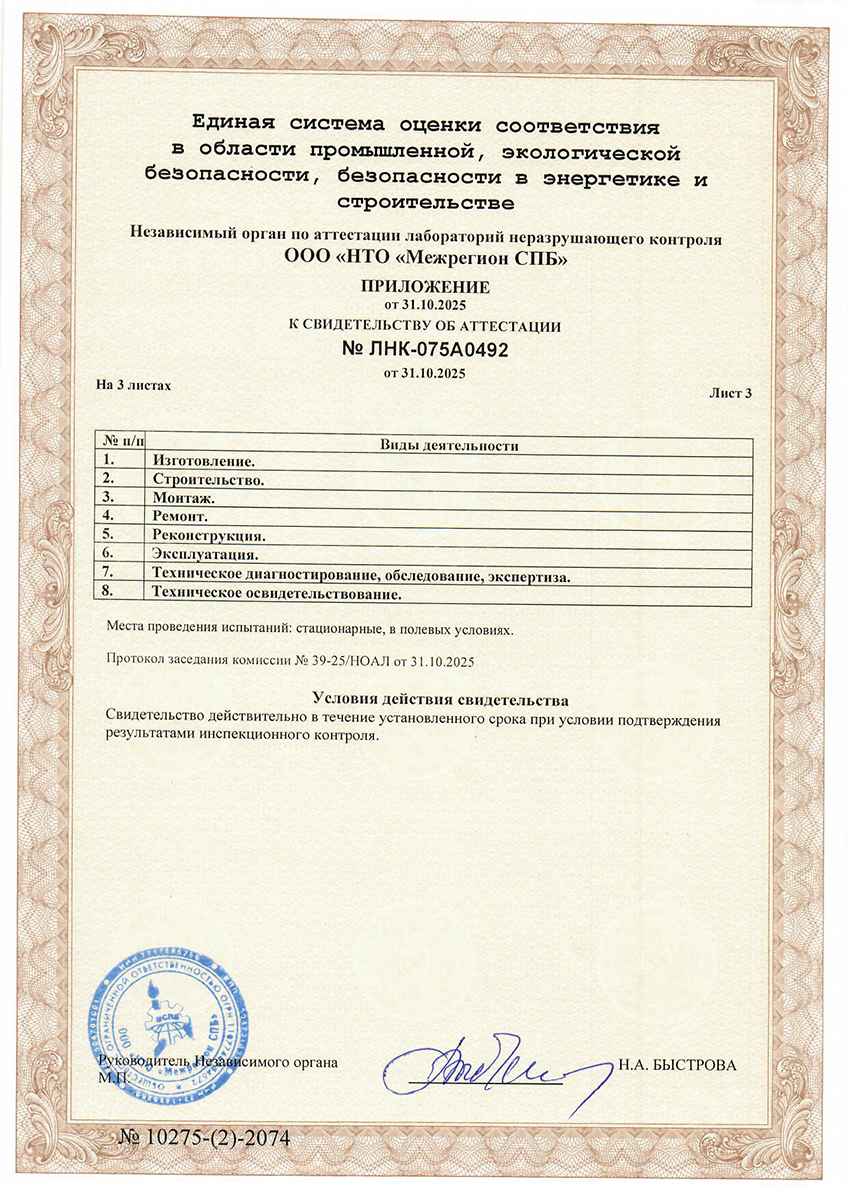 Единая система оценки соответствия
в области промышленной, экологической
безопасности, безопасности в энергетике и
строительстве
Независимый орган по аттестации лабораторий неразрушающего контроля
ООО «НТО «Межрегион СПБ»
ПРИЛОЖЕНИЕ
от 31.10.2025
К СВИДЕТЕЛЬСТВУ ОБ АТТЕСТАЦИИ
№ ЛНК-075А0492
от 31.10.2025
На 3 листах
Лист 3
№ п/п Виды деятельности
1. Изготовление.
2. Строительство.
3. Монтаж.
4. Ремонт.
5. Реконструкция.
6. Эксплуатация.
7. Техническое диагностирование, обследование, экспертиза.
8. Техническое освидетельствование.
Места проведения испытаний: стационарные, в полевых условиях.
Протокол заседания комиссии № 39-25/НОАЛ от 31.10.2025
Условия действия свидетельства
Свидетельство действительно в течение установленного срока при условии подтверждения
результатами инспекционного контроля.
Руководитель Независимого органа
Н.А. БЫСТРОВА
М.П.
ОГРАНИЧЕННОЙ ОТВЕТСТВЕННОСТЬЮ
ООО
«Межрегион СПБ»
№ 10275-(2)-2074